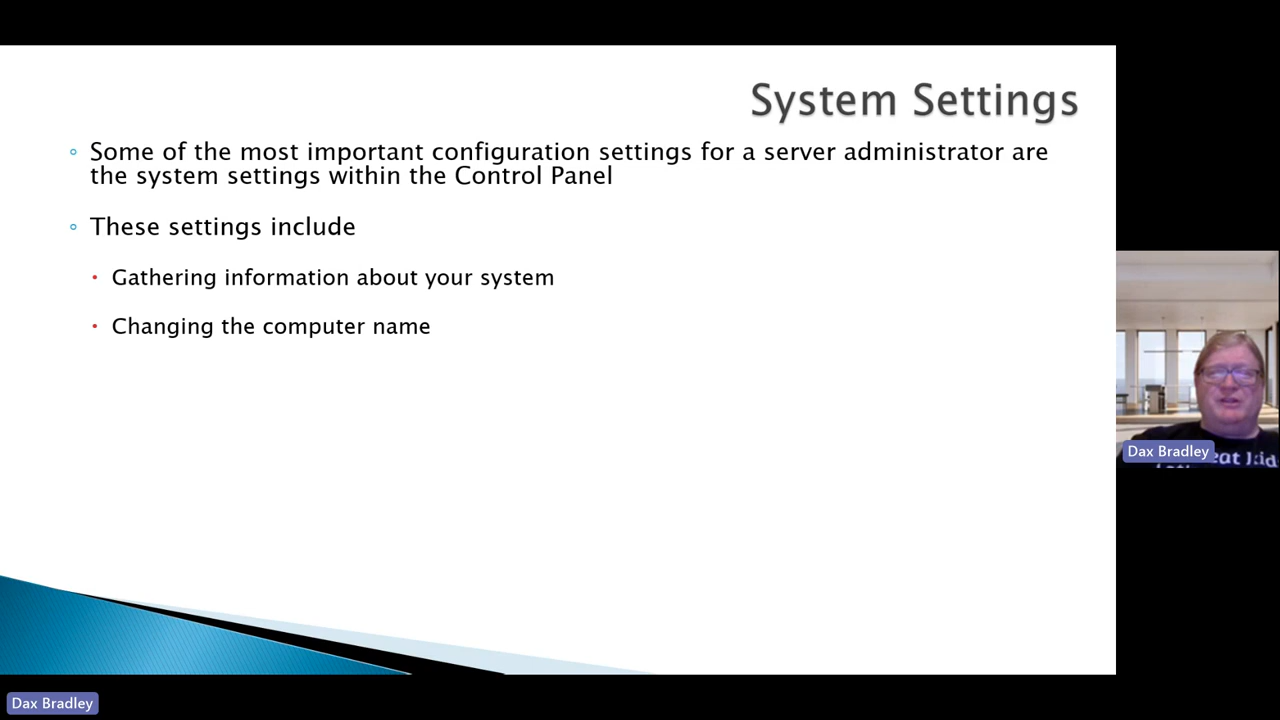 System Settings
Some of the most important configuration settings for a server administrator are
the system settings within the Control Panel
These settings include
Gathering information about your system
Changing the computer name
Dax Bradley
Dax Bradley